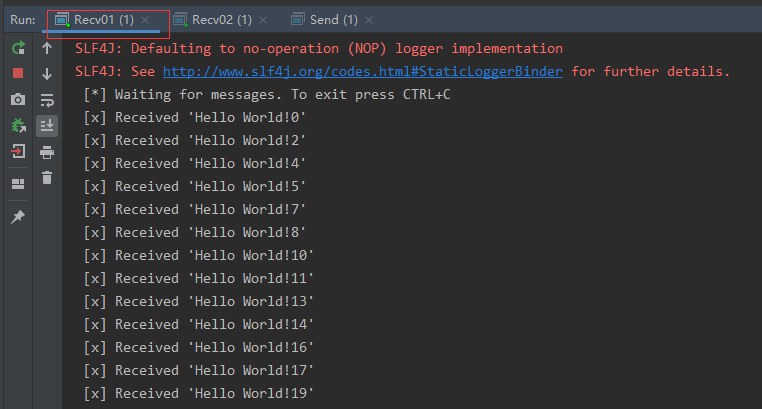 Run: Recv01 (1) × Recv02 (1) × Send (1) ×
SLF4J: Defaulting to no-operation (NOP) logger implementation
SLF4J: See http://www.slf4j.org/codes.html#StaticLoggerBinder for further details.
[*] Waiting for messages. To exit press CTRL+C
[x] Received 'Hello World!0'
[x] Received 'Hello World!2'
[x] Received 'Hello World!4'
[x] Received 'Hello World!5'
[x] Received 'Hello World!7'
[x] Received 'Hello World!8'
[x] Received 'Hello World!10'
[x] Received 'Hello World!11'
[x] Received 'Hello World!13'
[x] Received 'Hello World!14'
[x] Received 'Hello World!16'
[x] Received 'Hello World!17'
[x] Received 'Hello World!19'